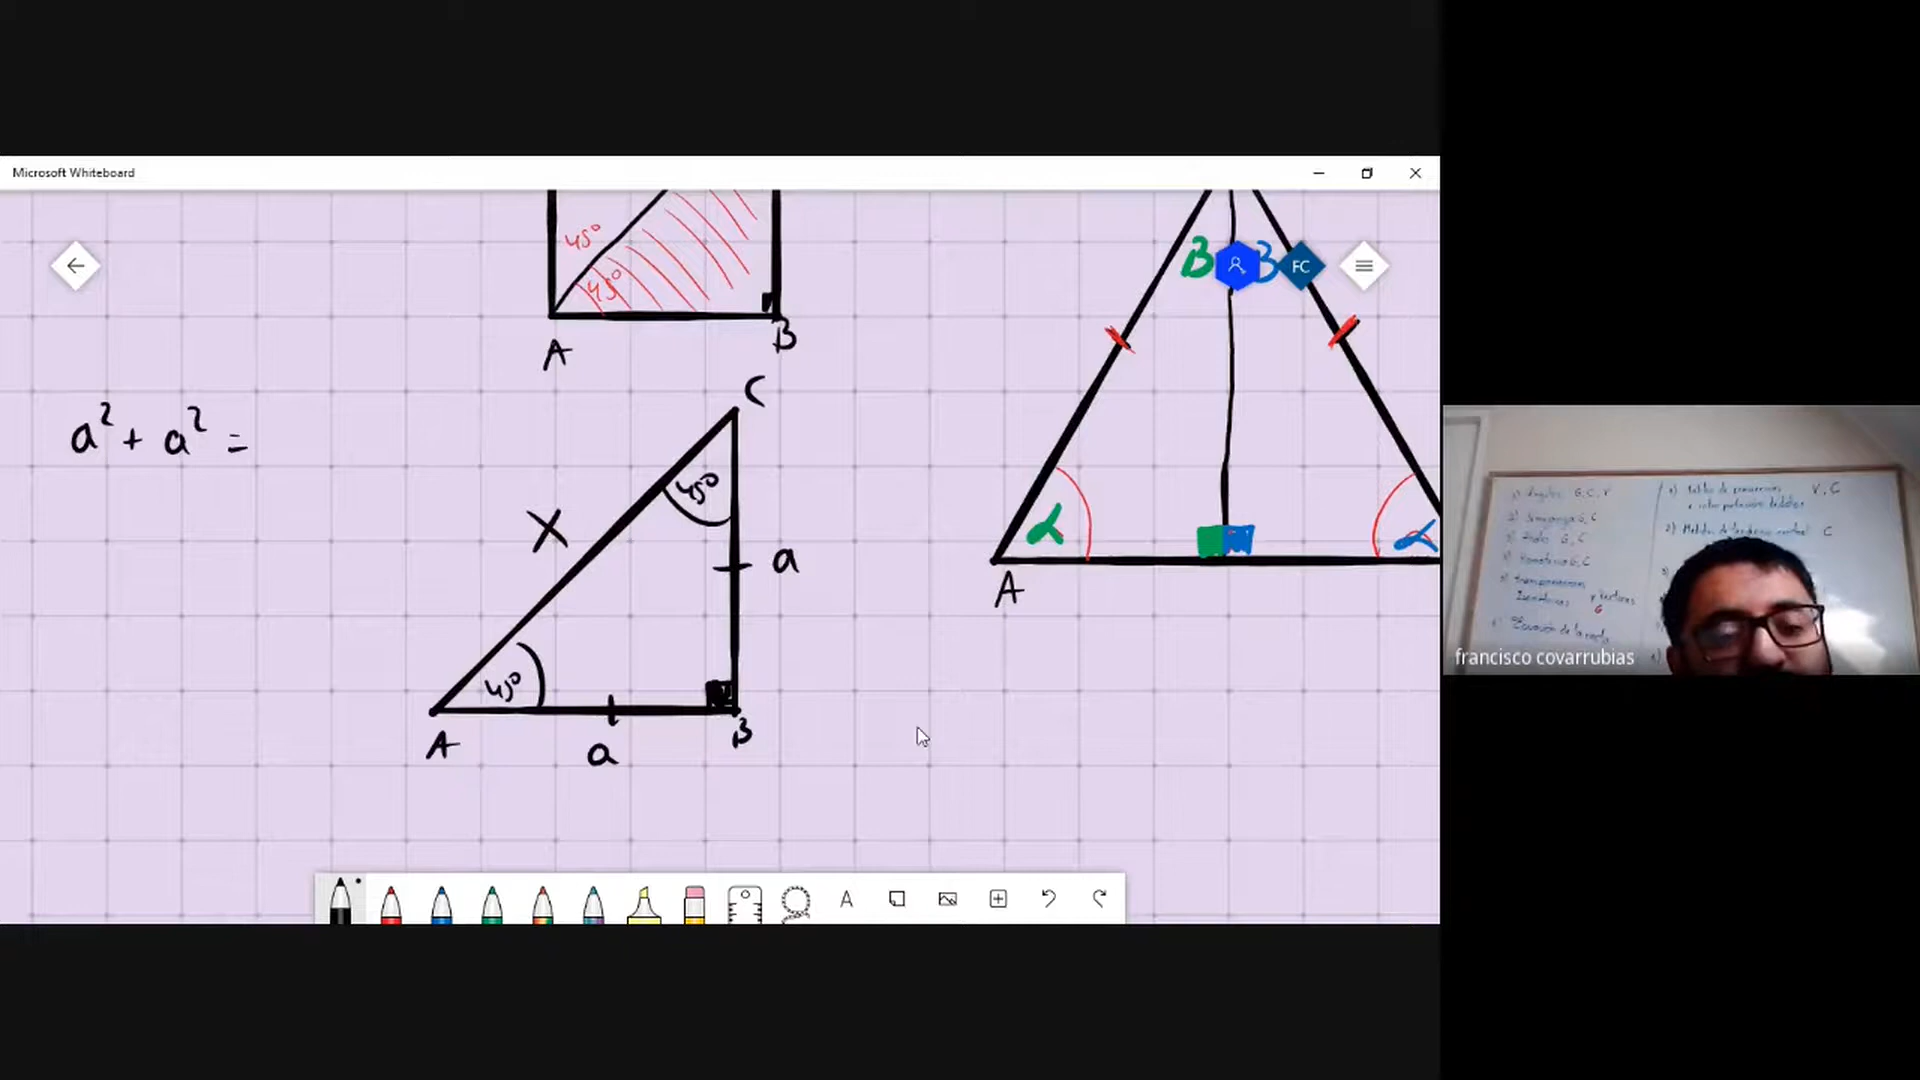 Microsoft Whiteboard
45°
45°
A
B
a² + a² =
C
45°
X
a
45°
A
B
a
B
B
FC
α
α
A
A
francisco covarrubias
G, C, V
V, C
G, C
C
G, C
G, C